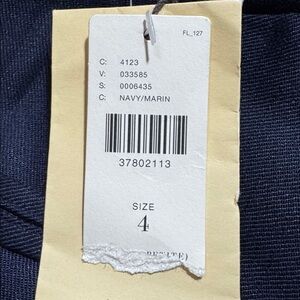 FL_127
C: 4123
V: 033585
S: 0006435
C: NAVY/MARIN
37802113
SIZE
4